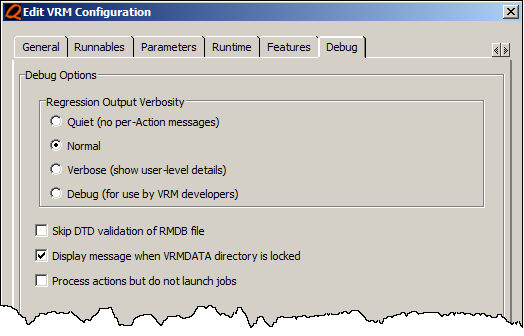 Edit VRM Configuration
General Runnables Parameters Runtime Features Debug
Debug Options
Regression Output Verbosity
Quiet (no per-Action messages)
Normal
Verbose (show user-level details)
Debug (for use by VRM developers)
Skip DTD validation of RMDB file
Display message when VRMDATA directory is locked
Process actions but do not launch jobs